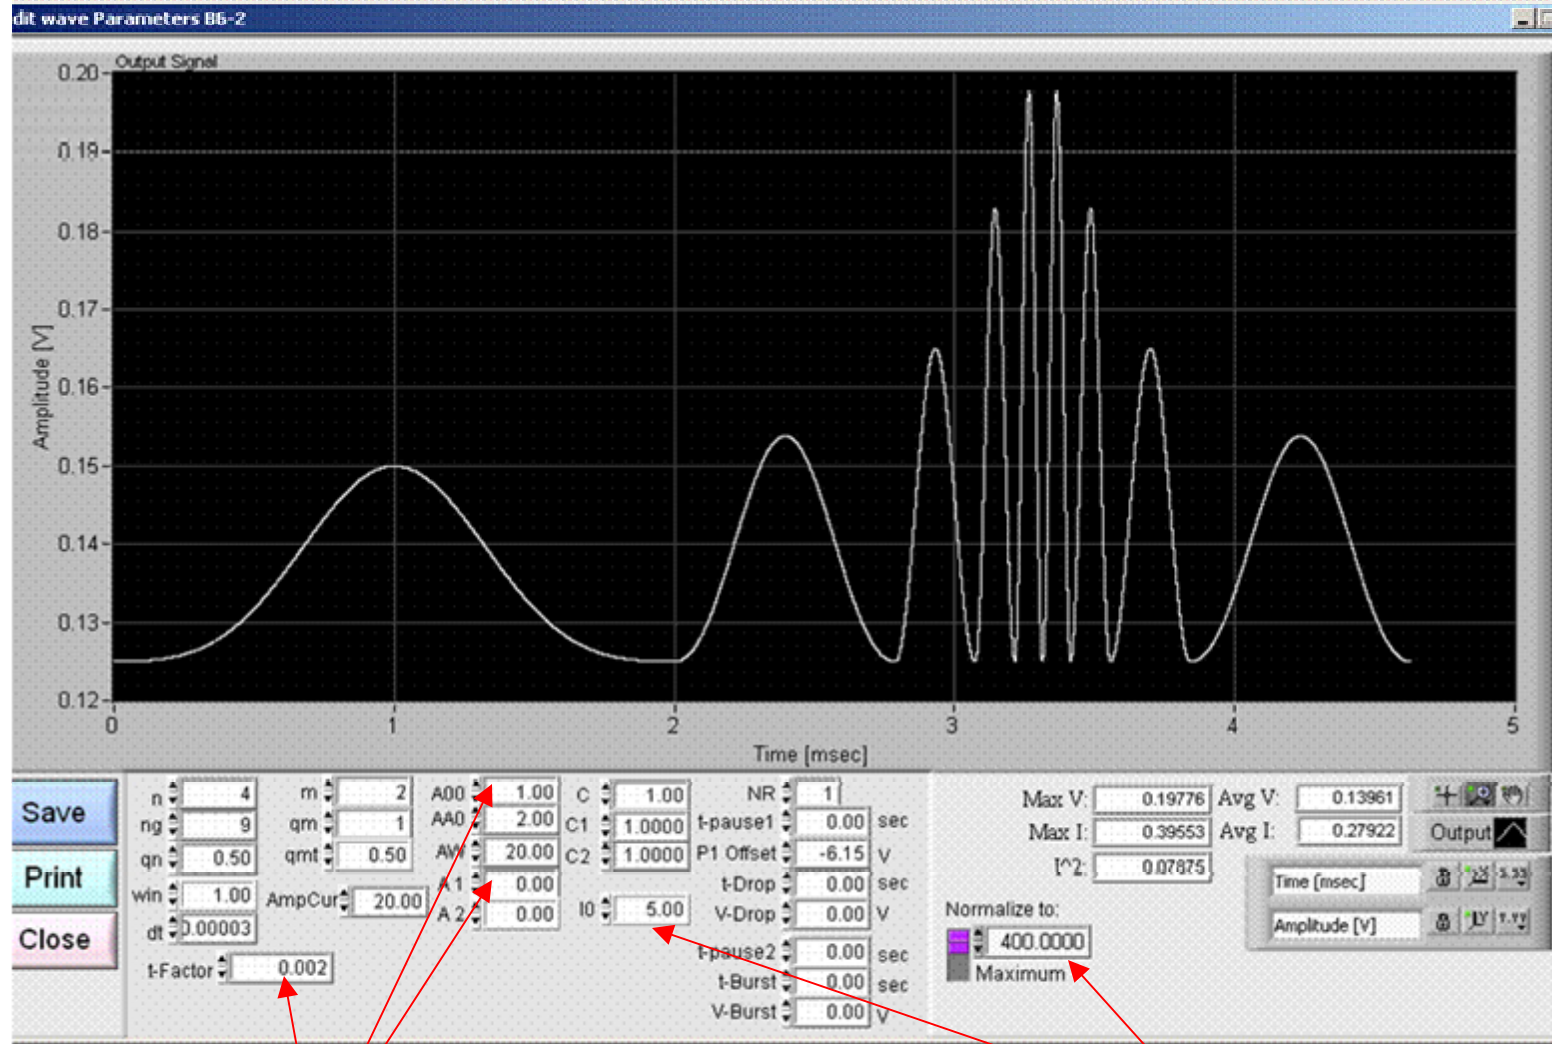 dit wave Parameters B6-2
Output Signal
0.20
0.19
0.18
0.17
0.16
0.15
0.14
0.13
0.12
Amplitude [V]
0 1 2 3 4 5
Time [msec]
Save
Print
Close
n 4
ng 9
qn 0.50
win 1.00
dt 0.00003
t-Factor 0.002
m 2
qm 1
qmt 0.50
AmpCur 20.00
A00 1.00
AA0 2.00
AW 20.00
A 1 0.00
A 2 0.00
C 1.00
C1 1.0000
C2 1.0000
I0 5.00
NR 1
t-pause1 0.00 sec
P1 Offset -6.15 V
t-Drop 0.00 sec
V-Drop 0.00 V
t-pause2 0.00 sec
t-Burst 0.00 sec
V-Burst 0.00 V
Max V: 0.19776 Avg V: 0.13961
Max I: 0.39553 Avg I: 0.27922
I^2: 0.07875
Normalize to:
400.0000
Maximum
Output
Time [msec]
Amplitude [V]